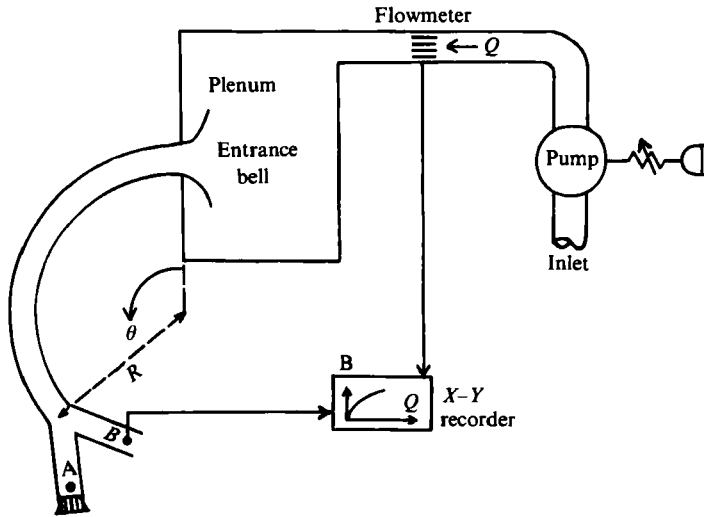 Flowmeter
Q
Plenum
Entrance
bell
Pump
Inlet
θ
R
B
Q
X–Y
recorder
B
A